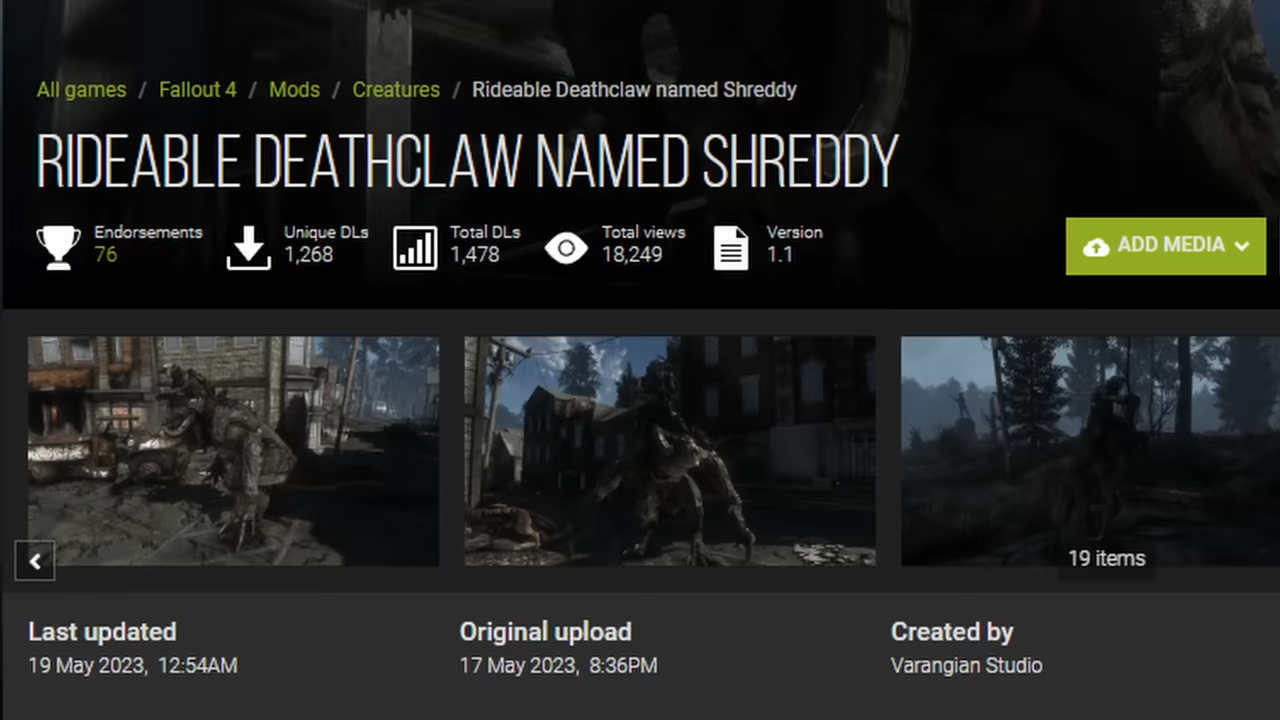 All games / Fallout 4 / Mods / Creatures / Rideable Deathclaw named Shreddy
RIDEABLE DEATHCLAW NAMED SHREDDY
Endorsements Unique DLs Total DLs Total views Version
76 1,268 1,478 18,249 1.1
ADD MEDIA
19 items
Last updated Original upload Created by
19 May 2023, 12:54AM 17 May 2023, 8:36PM Varangian Studio